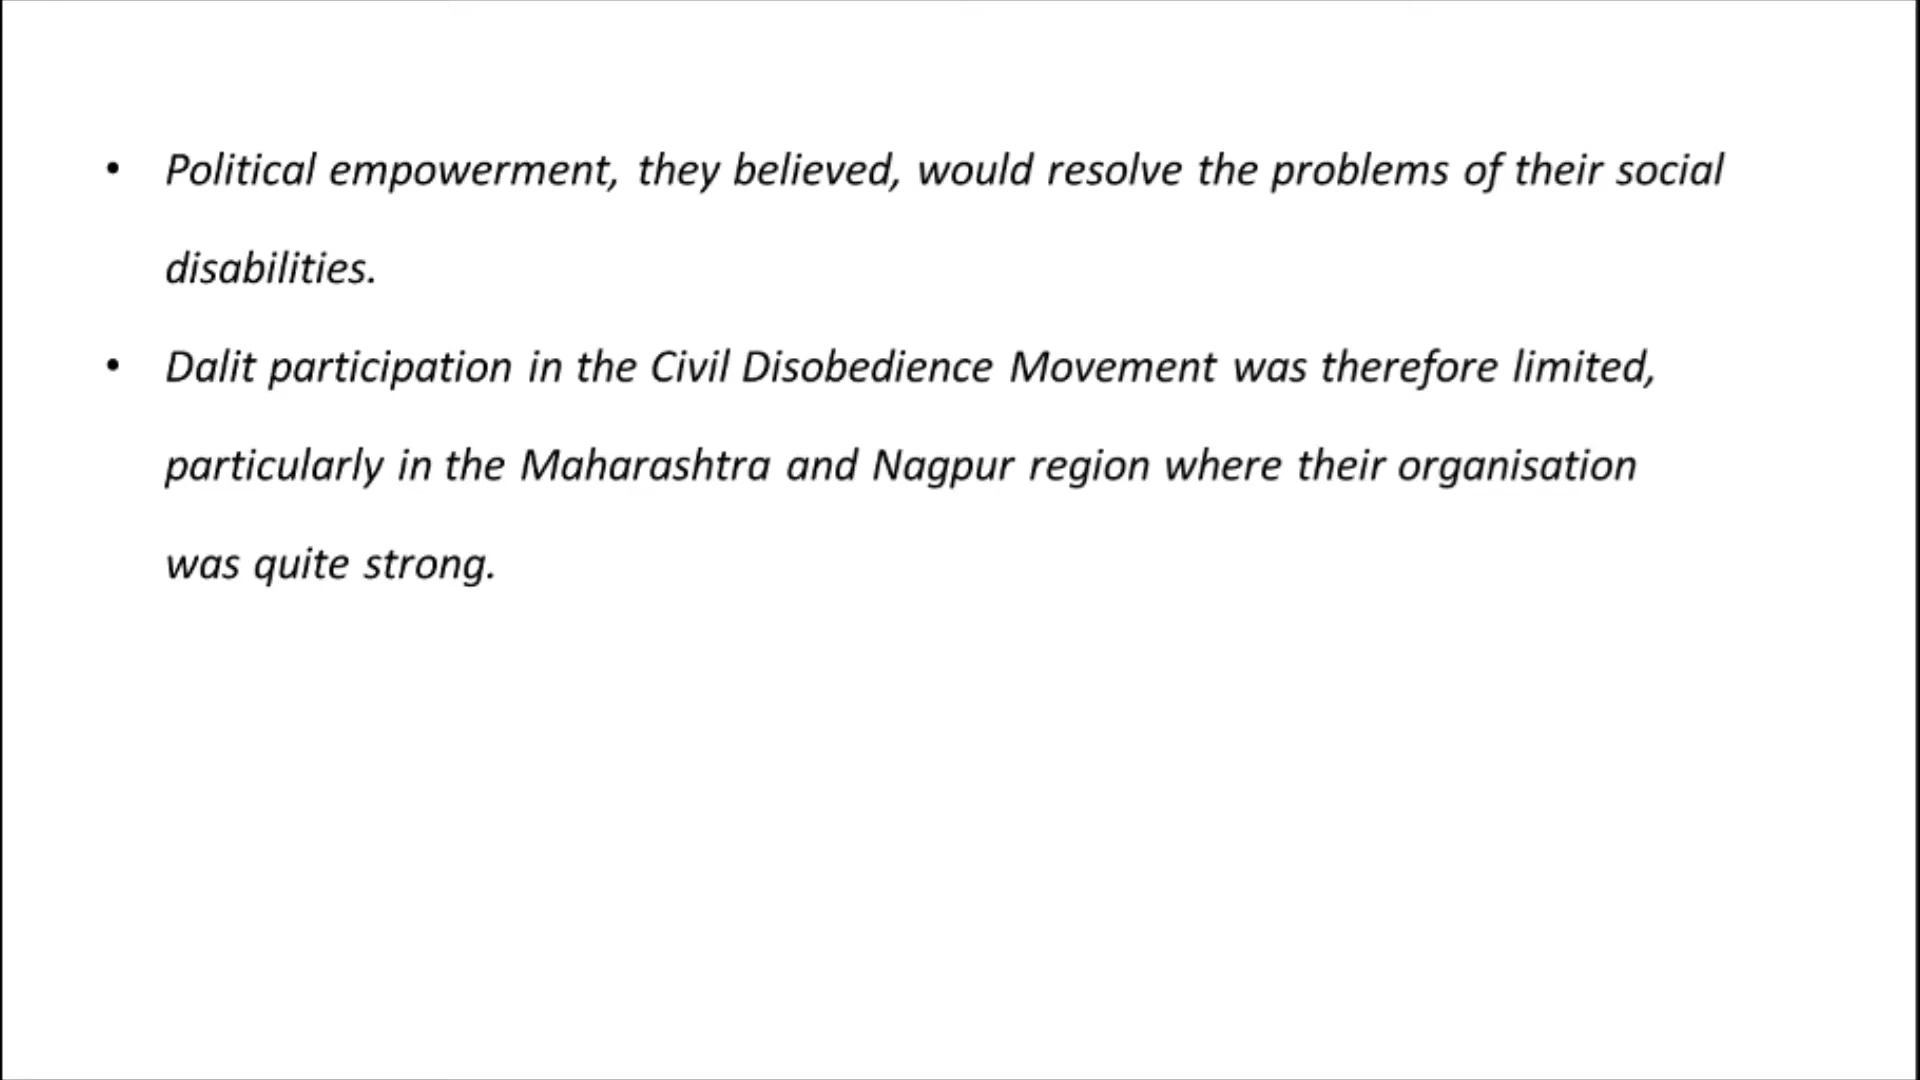 • Political empowerment, they believed, would resolve the problems of their social
disabilities.
• Dalit participation in the Civil Disobedience Movement was therefore limited,
particularly in the Maharashtra and Nagpur region where their organisation
was quite strong.